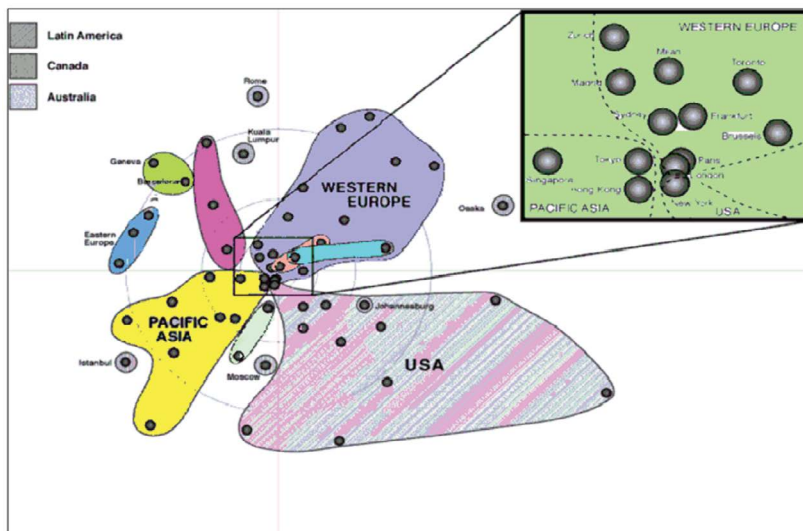 Latin America
Canada
Australia
Rome
Kuala
Lumpur
Geneva
Barcelona
WESTERN
EUROPE
Osaka
Eastern
Europe
PACIFIC
ASIA
Johannesburg
USA
Istanbul
Moscow
WESTERN EUROPE
Zurich
Milan
Toronto
Madrid
Sydney
Frankfurt
Brussels
Tokyo
Paris
Singapore
London
Hong Kong
New York
PACIFIC ASIA
USA